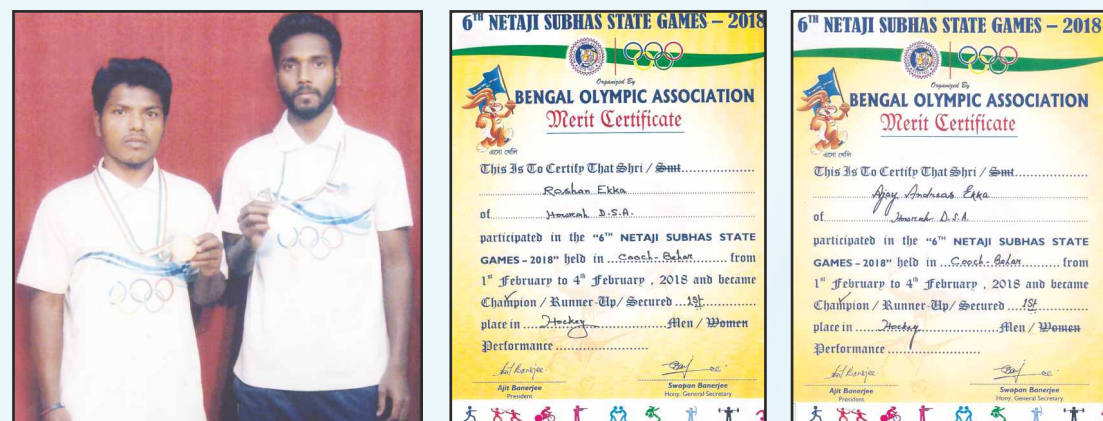 6TH NETAJI SUBHAS STATE GAMES – 2018
Organized By
BENGAL OLYMPIC ASSOCIATION
Merit Certificate
এসো খেলি
This Is To Certify That Shri / Smt.....................
Roshan Ekka
of Howrah D.S.A.
participated in the "6TH NETAJI SUBHAS STATE
GAMES – 2018" held in Cooch-Behar from
1st February to 4th February , 2018 and became
Champion / Runner-Up/ Secured 1st
place in Hockey Men / Women
Performance .....................
Ajit Banerjee
Ajit Banerjee
President
Swapan Banerjee
Hony. General Secretary
6TH NETAJI SUBHAS STATE GAMES – 2018
Organized By
BENGAL OLYMPIC ASSOCIATION
Merit Certificate
এসো খেলি
This Is To Certify That Shri / Smt.....................
Ajay Andreas Ekka
of Howrah D.S.A.
participated in the "6TH NETAJI SUBHAS STATE
GAMES – 2018" held in Cooch-Behar from
1st February to 4th February , 2018 and became
Champion / Runner-Up/ Secured 1st
place in Hockey Men / Women
Performance .....................
Ajit Banerjee
Ajit Banerjee
President
Swapan Banerjee
Hony. General Secretary